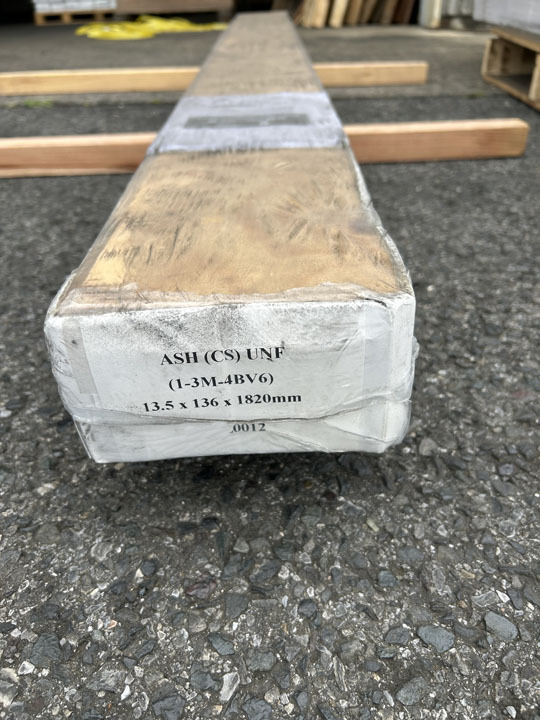 ASH (CS) UNF
(1-3M-4BV6)
13.5 x 136 x 1820mm
.0012